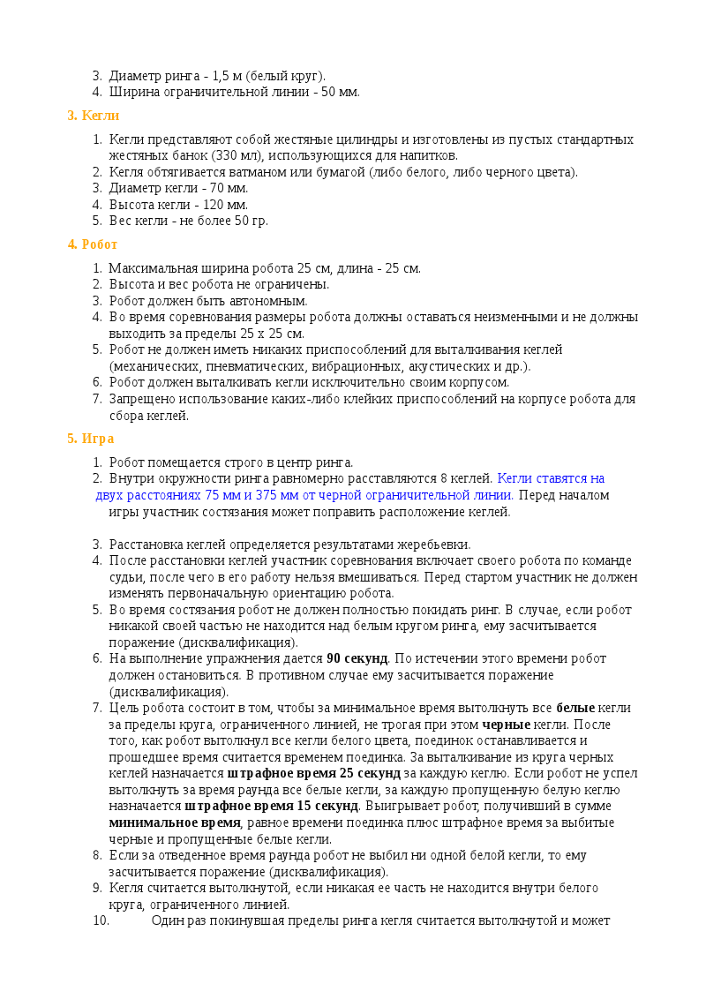 3. Диаметр ринга - 1,5 м (белый круг).
4. Ширина ограничительной линии - 50 мм.
3. Кегли
1. Кегли представляют собой жестяные цилиндры и изготовлены из пустых стандартных
жестяных банок (330 мл), использующихся для напитков.
2. Кегля обтягивается ватманом или бумагой (либо белого, либо черного цвета).
3. Диаметр кегли - 70 мм.
4. Высота кегли - 120 мм.
5. Вес кегли - не более 50 гр.
4. Робот
1. Максимальная ширина робота 25 см, длина - 25 см.
2. Высота и вес робота не ограничены.
3. Робот должен быть автономным.
4. Во время соревнования размеры робота должны оставаться неизменными и не должны
выходить за пределы 25 х 25 см.
5. Робот не должен иметь никаких приспособлений для выталкивания кеглей
(механических, пневматических, вибрационных, акустических и др.).
6. Робот должен выталкивать кегли исключительно своим корпусом.
7. Запрещено использование каких-либо клейких приспособлений на корпусе робота для
сбора кеглей.
5. Игра
1. Робот помещается строго в центр ринга.
2. Внутри окружности ринга равномерно расставляются 8 кеглей. Кегли ставятся на
двух расстояниях 75 мм и 375 мм от черной ограничительной линии. Перед началом
игры участник состязания может поправить расположение кеглей.
3. Расстановка кеглей определяется результатами жеребьевки.
4. После расстановки кеглей участник соревнования включает своего робота по команде
судьи, после чего в его работу нельзя вмешиваться. Перед стартом участник не должен
изменять первоначальную ориентацию робота.
5. Во время состязания робот не должен полностью покидать ринг. В случае, если робот
никакой своей частью не находится над белым кругом ринга, ему засчитывается
поражение (дисквалификация).
6. На выполнение упражнения дается 90 секунд. По истечении этого времени робот
должен остановиться. В противном случае ему засчитывается поражение
(дисквалификация).
7. Цель робота состоит в том, чтобы за минимальное время вытолкнуть все белые кегли
за пределы круга, ограниченного линией, не трогая при этом черные кегли. После
того, как робот вытолкнул все кегли белого цвета, поединок останавливается и
прошедшее время считается временем поединка. За выталкивание из круга черных
кеглей назначается штрафное время 25 секунд за каждую кеглю. Если робот не успел
вытолкнуть за время раунда все белые кегли, за каждую пропущенную белую кеглю
назначается штрафное время 15 секунд. Выигрывает робот, получивший в сумме
минимальное время, равное времени поединка плюс штрафное время за выбитые
черные и пропущенные белые кегли.
8. Если за отведенное время раунда робот не выбил ни одной белой кегли, то ему
засчитывается поражение (дисквалификация).
9. Кегля считается вытолкнутой, если никакая ее часть не находится внутри белого
круга, ограниченного линией.
10. Один раз покинувшая пределы ринга кегля считается вытолкнутой и может